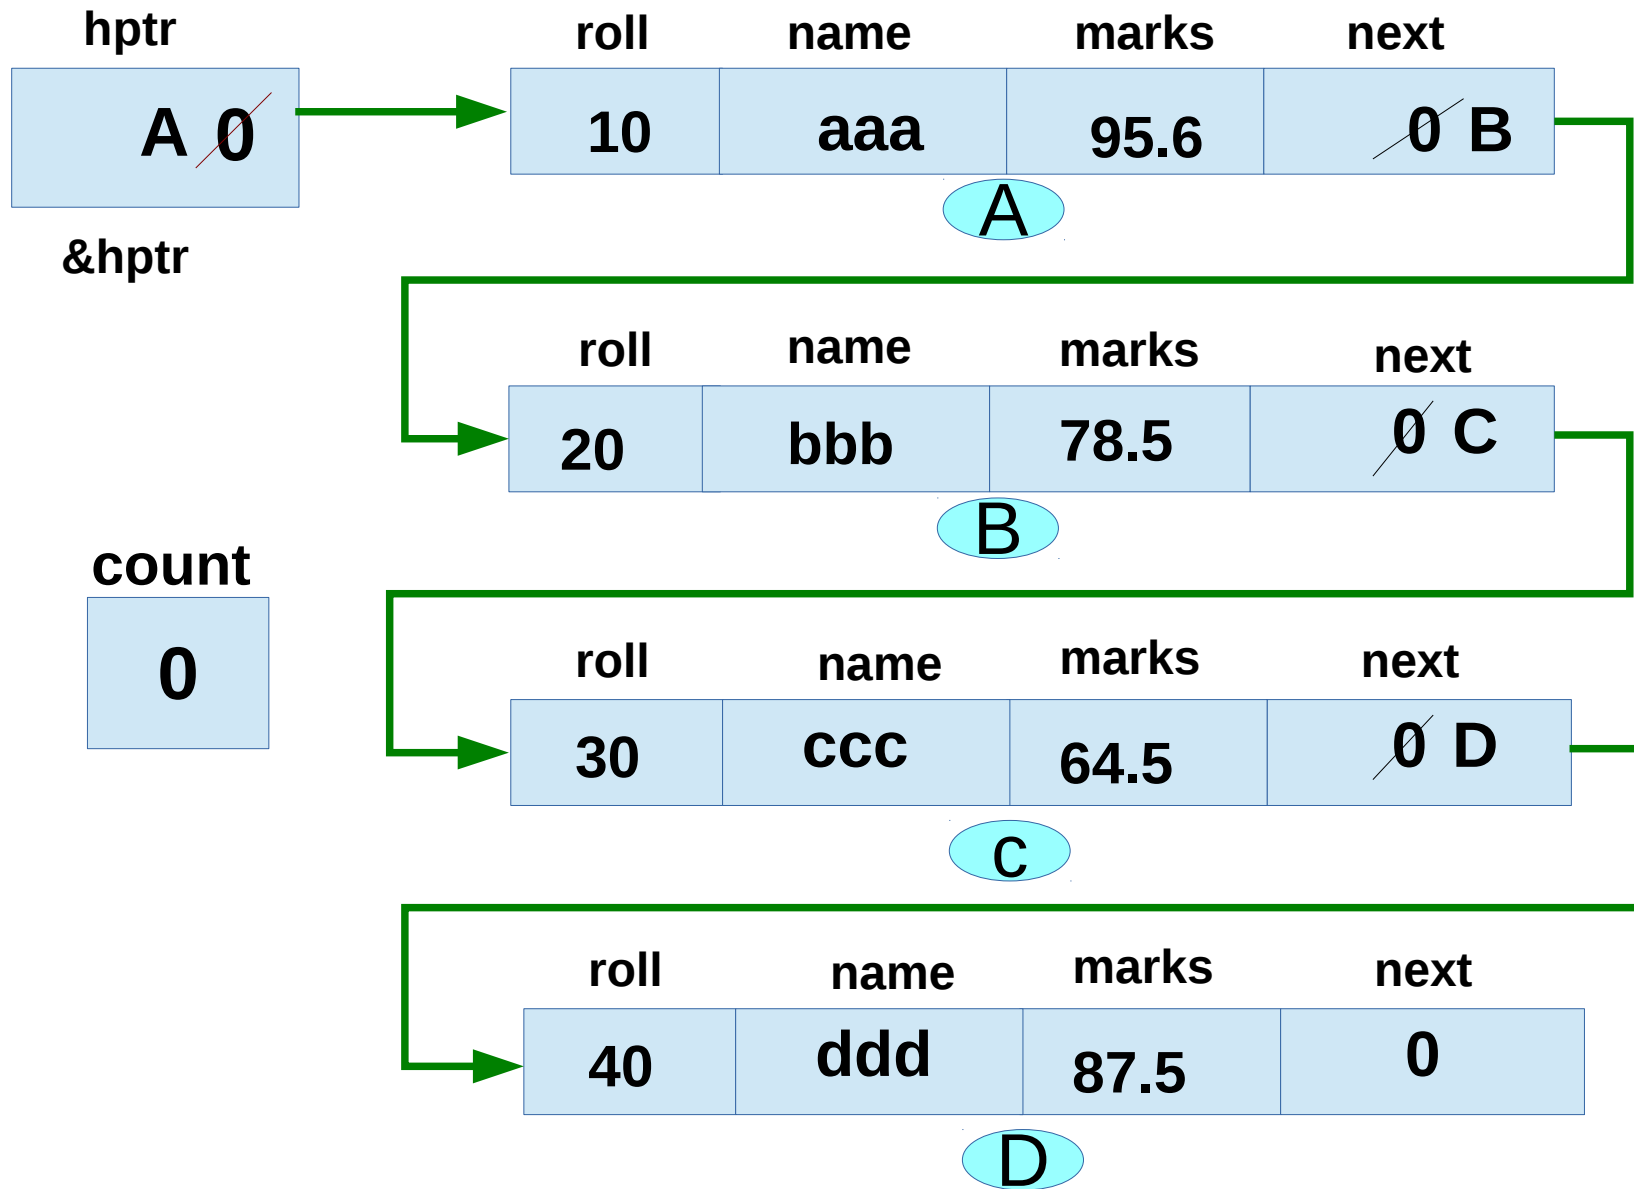 hptr
A 0
&hptr
roll name marks next
10 aaa 95.6 0 B
A
roll name marks next
20 bbb 78.5 0 C
B
count
0
roll name marks next
30 ccc 64.5 0 D
c
roll name marks next
40 ddd 87.5 0
D